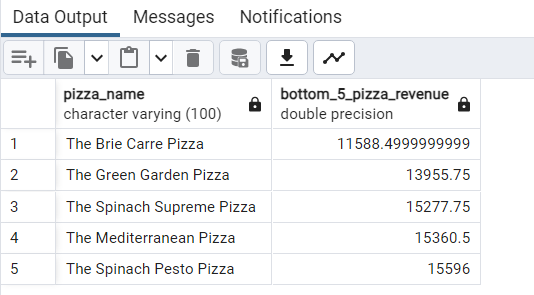 Data Output Messages Notifications
pizza_name bottom_5_pizza_revenue
character varying (100) double precision
1 The Brie Carre Pizza 11588.4999999999
2 The Green Garden Pizza 13955.75
3 The Spinach Supreme Pizza 15277.75
4 The Mediterranean Pizza 15360.5
5 The Spinach Pesto Pizza 15596